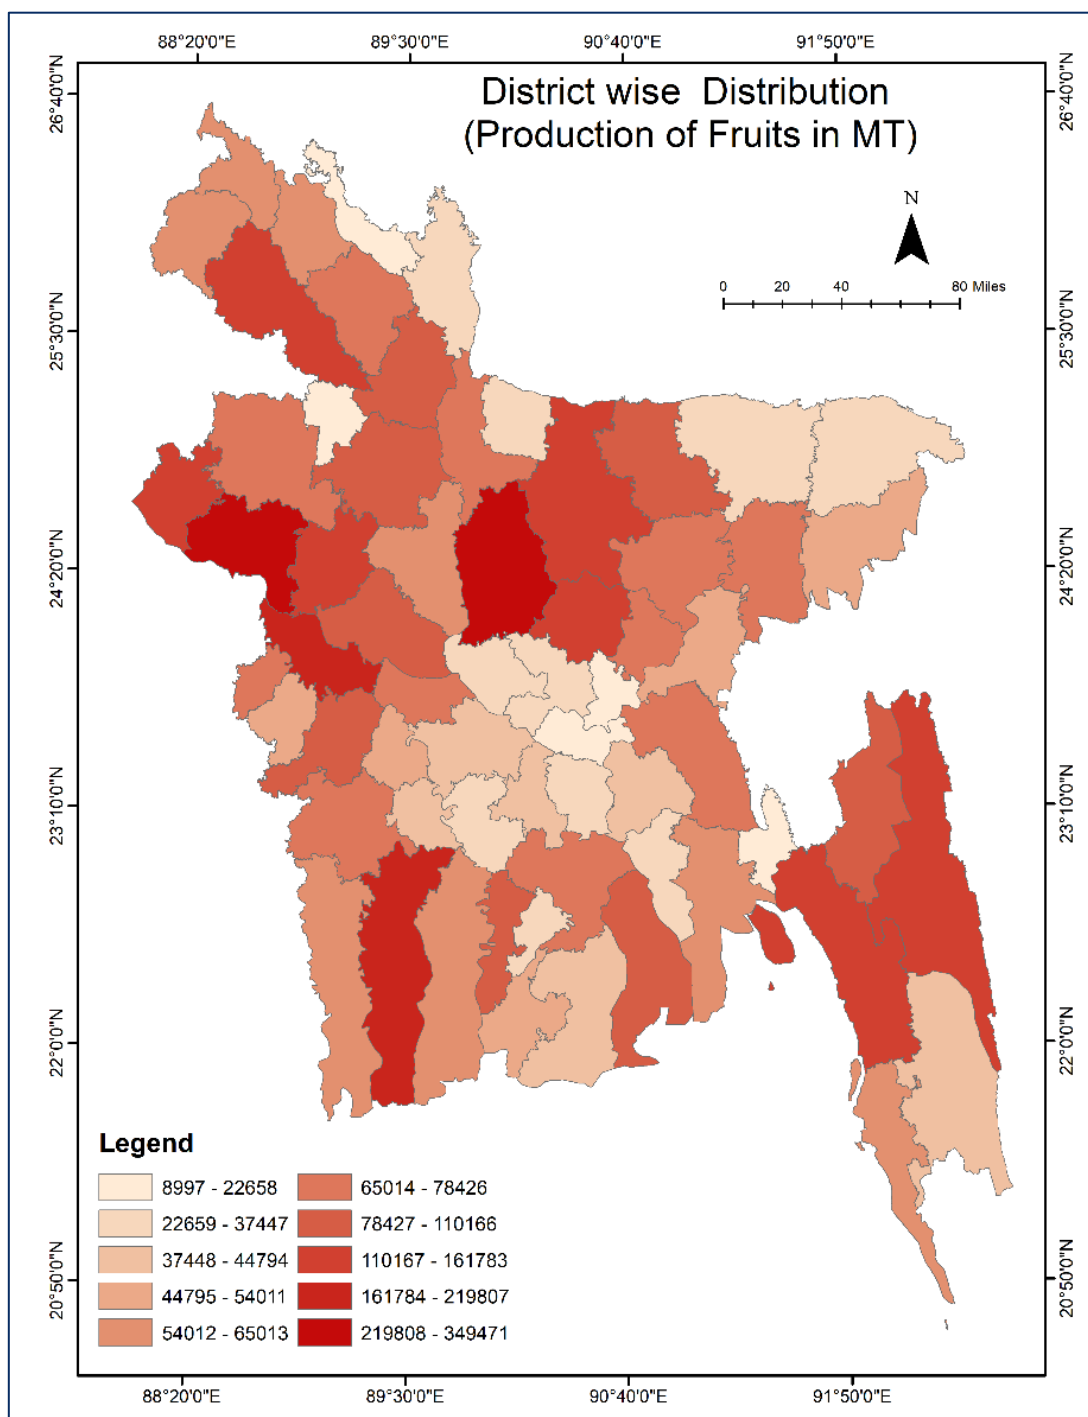 88°20'0"E 89°30'0"E 90°40'0"E 91°50'0"E
District wise Distribution
(Production of Fruits in MT)
N
0 20 40 80 Miles
26°40'0"N 26°40'0"N
25°30'0"N 25°30'0"N
24°20'0"N 24°20'0"N
23°10'0"N 23°10'0"N
22°0'0"N 22°0'0"N
20°50'0"N 20°50'0"N
Legend
8997 - 22658 65014 - 78426
22659 - 37447 78427 - 110166
37448 - 44794 110167 - 161783
44795 - 54011 161784 - 219807
54012 - 65013 219808 - 349471
88°20'0"E 89°30'0"E 90°40'0"E 91°50'0"E